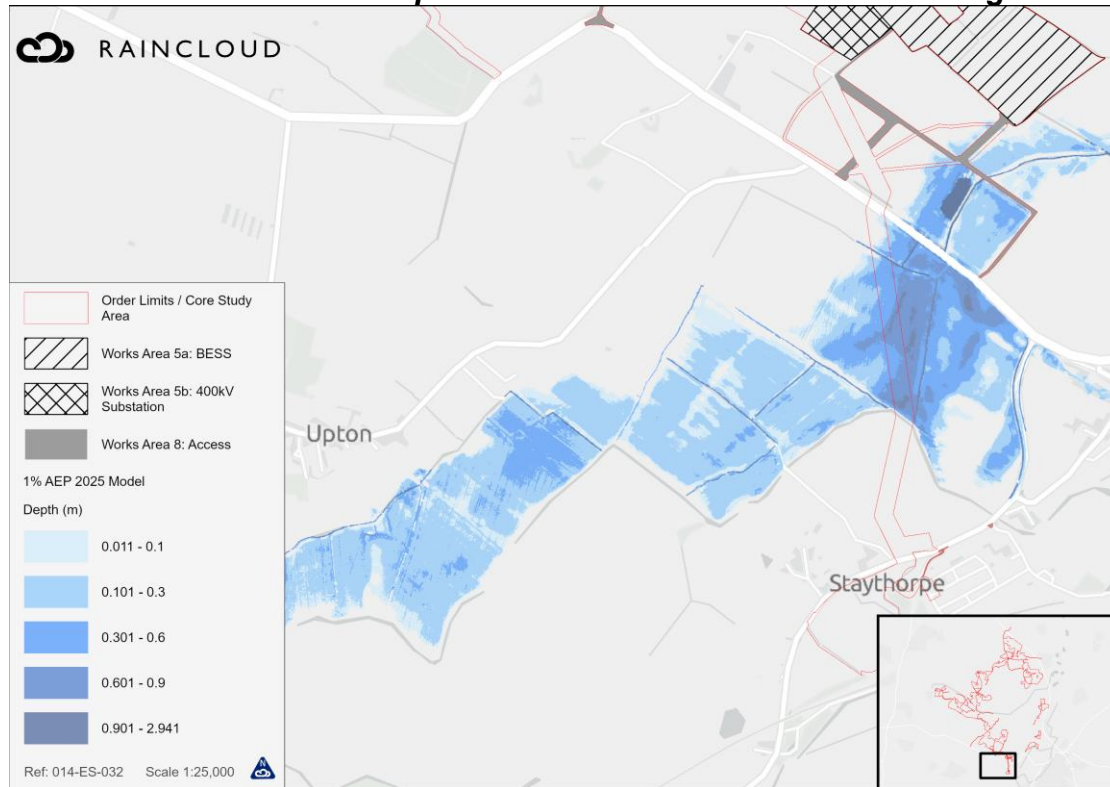 RAINCLOUD
Order Limits / Core Study
Area
Works Area 5a: BESS
Works Area 5b: 400kV
Substation
Works Area 8: Access
1% AEP 2025 Model
Depth (m)
0.011 - 0.1
0.101 - 0.3
0.301 - 0.6
0.601 - 0.9
0.901 - 2.941
Ref: 014-ES-032 Scale 1:25,000
N
Upton
Staythorpe